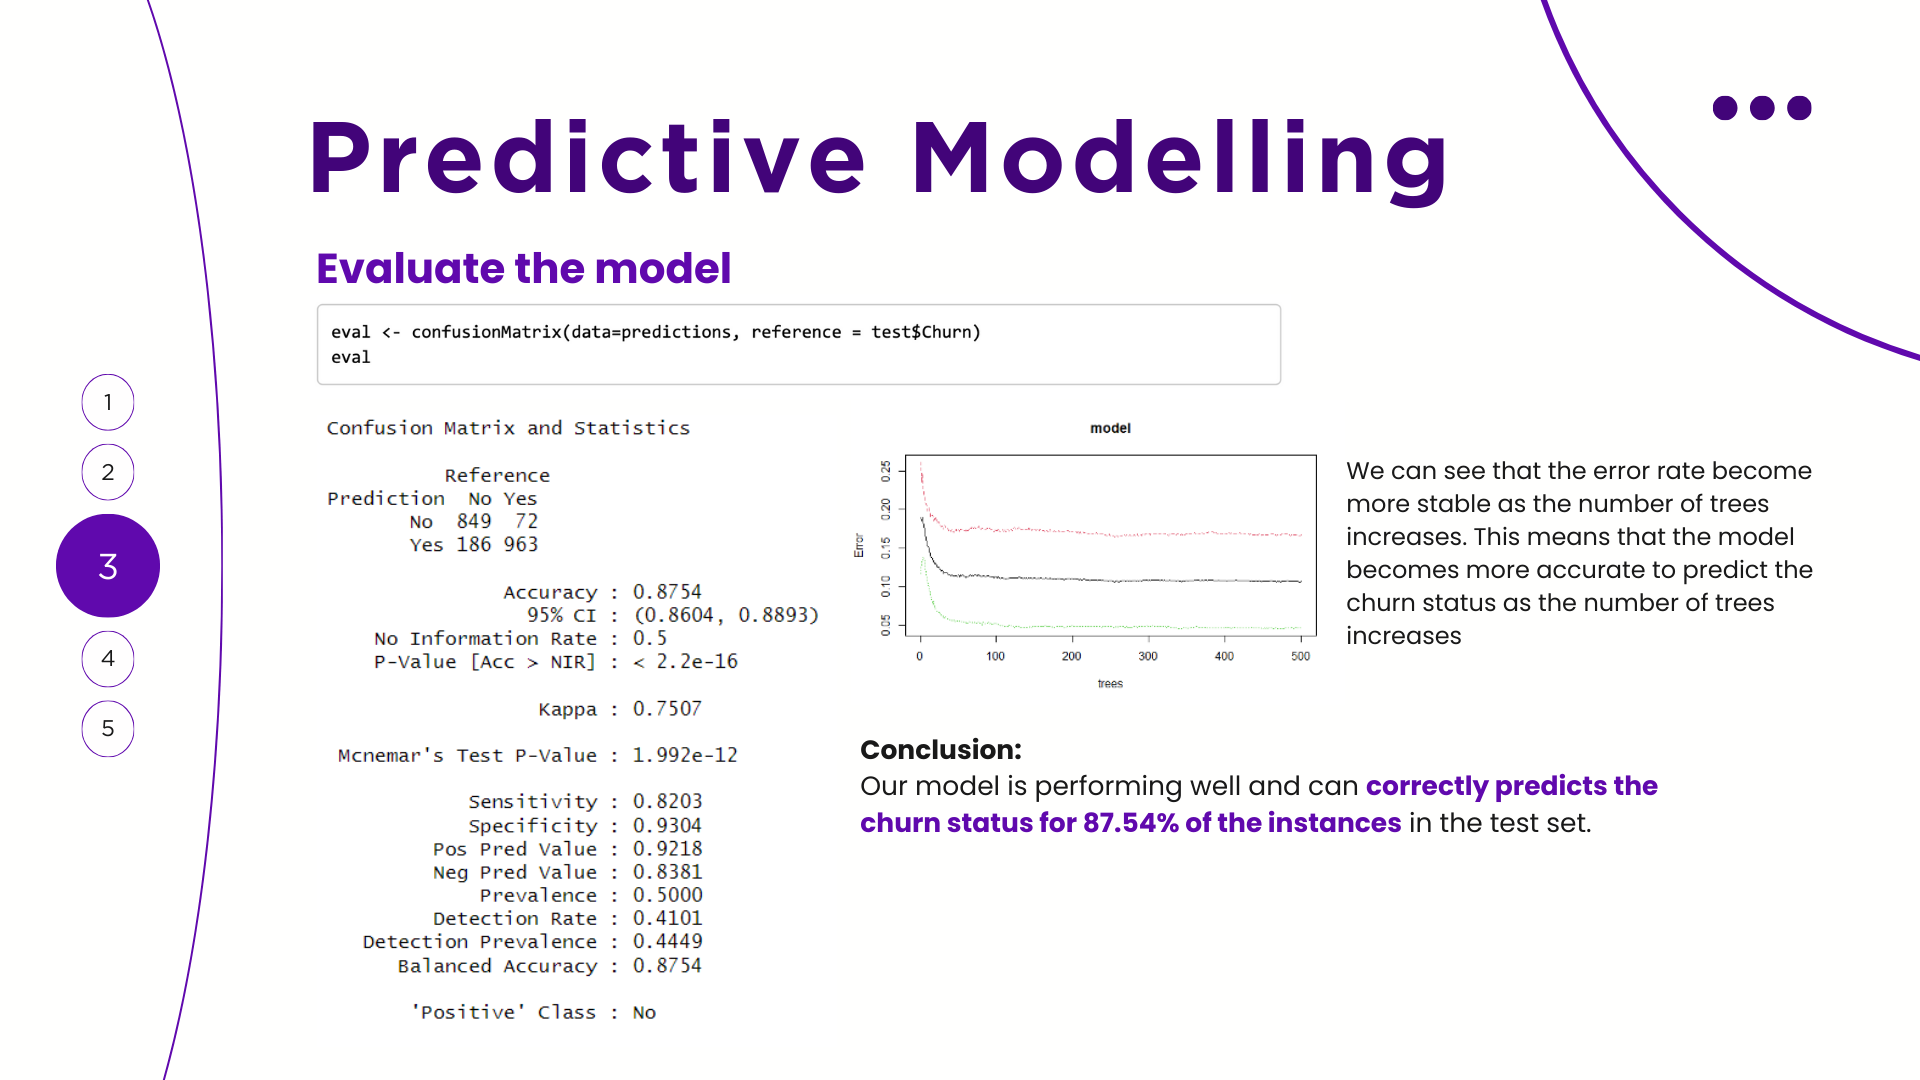 Predictive Modelling
Evaluate the model
eval <- confusionMatrix(data=predictions, reference = test$Churn)
eval
1
2
3
4
5
Confusion Matrix and Statistics
Reference
Prediction No Yes
No 849 72
Yes 186 963
Accuracy : 0.8754
95% CI : (0.8604, 0.8893)
No Information Rate : 0.5
P-Value [Acc > NIR] : < 2.2e-16
Kappa : 0.7507
Mcnemar's Test P-Value : 1.992e-12
Sensitivity : 0.8203
Specificity : 0.9304
Pos Pred Value : 0.9218
Neg Pred Value : 0.8381
Prevalence : 0.5000
Detection Rate : 0.4101
Detection Prevalence : 0.4449
Balanced Accuracy : 0.8754
'Positive' Class : No
model
Error
0.25
0.20
0.15
0.10
0.05
0 100 200 300 400 500
trees
We can see that the error rate become
more stable as the number of trees
increases. This means that the model
becomes more accurate to predict the
churn status as the number of trees
increases
Conclusion:
Our model is performing well and can correctly predicts the
churn status for 87.54% of the instances in the test set.